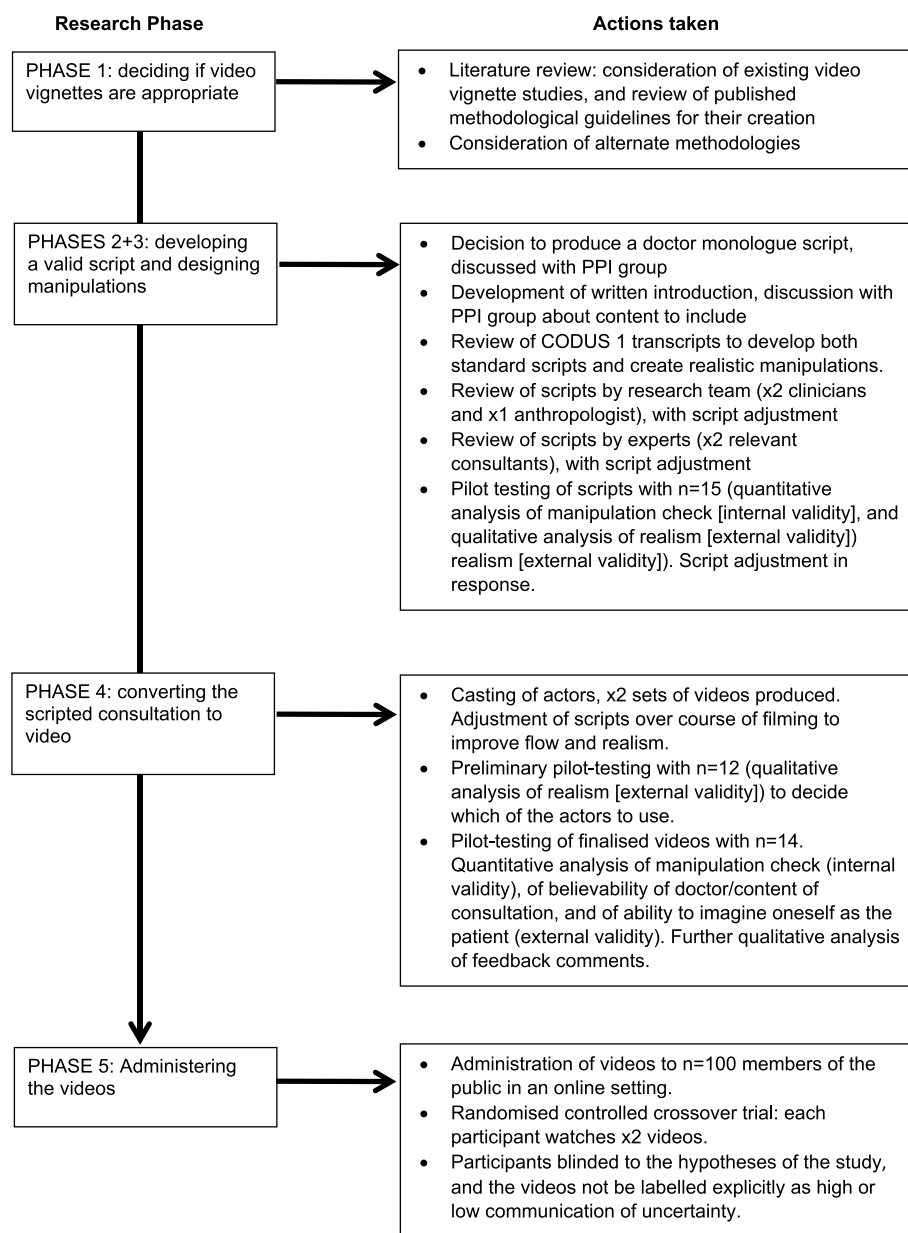 Research Phase
Actions taken
PHASE 1: deciding if video
vignettes are appropriate
• Literature review: consideration of existing video
vignette studies, and review of published
methodological guidelines for their creation
• Consideration of alternate methodologies
PHASES 2+3: developing
a valid script and designing
manipulations
• Decision to produce a doctor monologue script,
discussed with PPI group
• Development of written introduction, discussion with
PPI group about content to include
• Review of CODUS 1 transcripts to develop both
standard scripts and create realistic manipulations.
• Review of scripts by research team (x2 clinicians
and x1 anthropologist), with script adjustment
• Review of scripts by experts (x2 relevant
consultants), with script adjustment
• Pilot testing of scripts with n=15 (quantitative
analysis of manipulation check [internal validity], and
qualitative analysis of realism [external validity])
realism [external validity]). Script adjustment in
response.
PHASE 4: converting the
scripted consultation to
video
• Casting of actors, x2 sets of videos produced.
Adjustment of scripts over course of filming to
improve flow and realism.
• Preliminary pilot-testing with n=12 (qualitative
analysis of realism [external validity]) to decide
which of the actors to use.
• Pilot-testing of finalised videos with n=14.
Quantitative analysis of manipulation check (internal
validity), of believability of doctor/content of
consultation, and of ability to imagine oneself as the
patient (external validity). Further qualitative analysis
of feedback comments.
PHASE 5: Administering
the videos
• Administration of videos to n=100 members of the
public in an online setting.
• Randomised controlled crossover trial: each
participant watches x2 videos.
• Participants blinded to the hypotheses of the study,
and the videos not be labelled explicitly as high or
low communication of uncertainty.